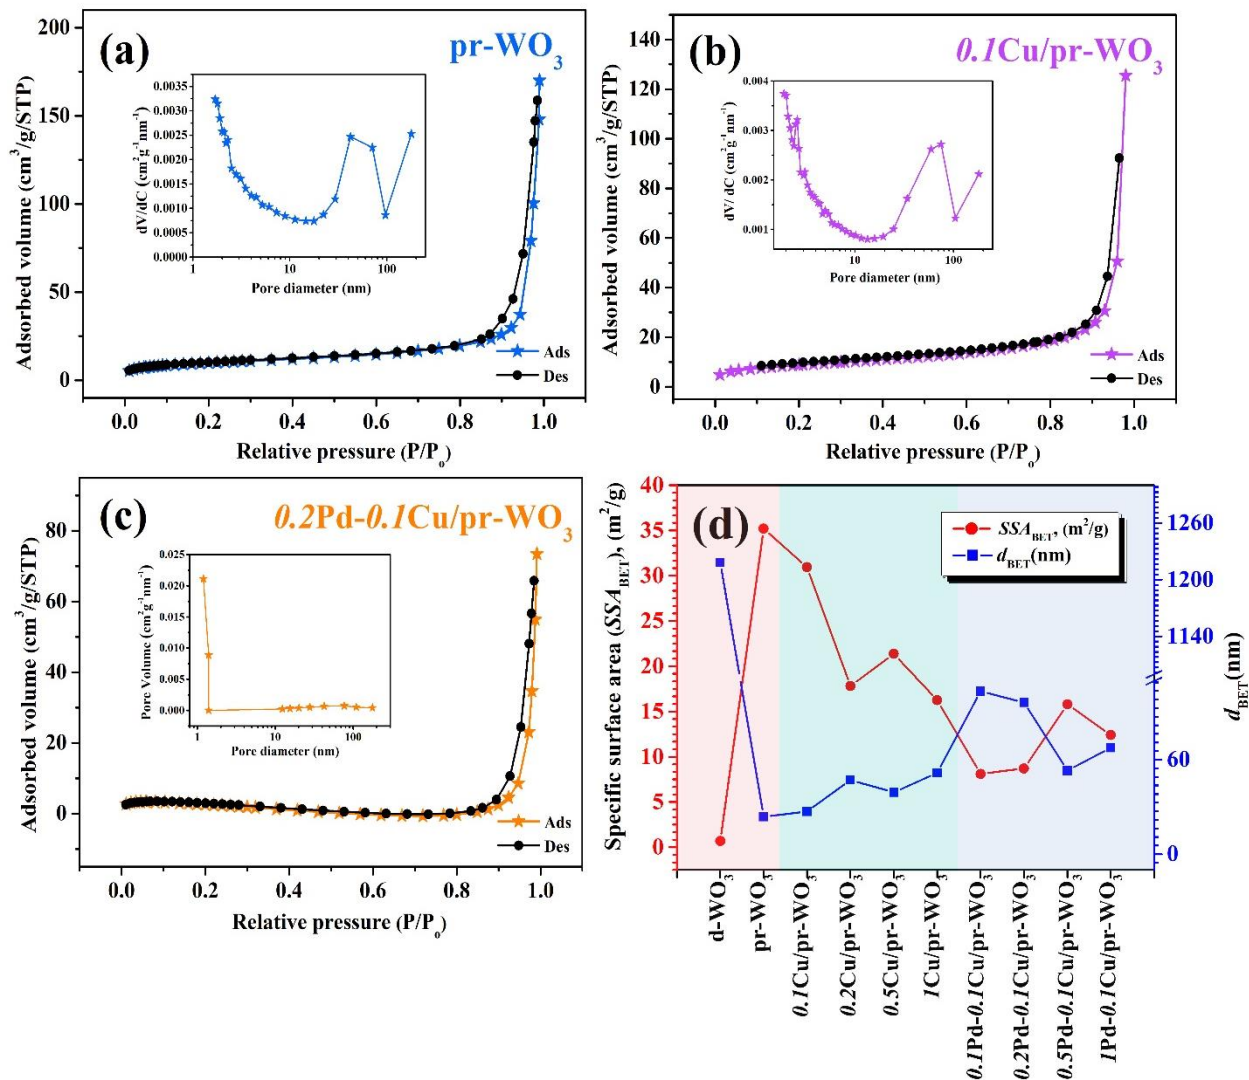 (a)
pr-WO₃
Adsorbed volume (cm³/g/STP)
200
150
100
50
0
0.0 0.2 0.4 0.6 0.8 1.0
Relative pressure (P/Pₒ)
Ads
Des
dV/dC (cm²g⁻¹nm⁻¹)
0.0035
0.0030
0.0025
0.0020
0.0015
0.0010
0.0005
0.0000
1 10 100
Pore diameter (nm)
(b)
0.1Cu/pr-WO₃
Adsorbed volume (cm³/g/STP)
140
120
100
80
60
40
20
0
0.0 0.2 0.4 0.6 0.8 1.0
Relative pressure (P/Pₒ)
Ads
Des
dV/ dC (cm²g⁻¹nm⁻¹)
0.004
0.003
0.002
0.001
10 100
Pore diameter (nm)
(c)
0.2Pd-0.1Cu/pr-WO₃
Adsorbed volume (cm³/g/STP)
80
60
40
20
0
0.0 0.2 0.4 0.6 0.8 1.0
Relative pressure (P/Pₒ)
Ads
Des
Pore Volume (cm²g⁻¹nm⁻¹)
0.025
0.020
0.015
0.010
0.005
0.000
1 10 100
Pore diameter (nm)
(d)
Specific surface area (SSA_BET), (m²/g)
40
35
30
25
20
15
10
5
0
SSA_BET, (m²/g)
d_BET(nm)
1260
1200
1140
60
0
d_BET(nm)
d-WO₃
pr-WO₃
0.1Cu/pr-WO₃
0.2Cu/pr-WO₃
0.5Cu/pr-WO₃
1Cu/pr-WO₃
0.1Pd-0.1Cu/pr-WO₃
0.2Pd-0.1Cu/pr-WO₃
0.5Pd-0.1Cu/pr-WO₃
1Pd-0.1Cu/pr-WO₃